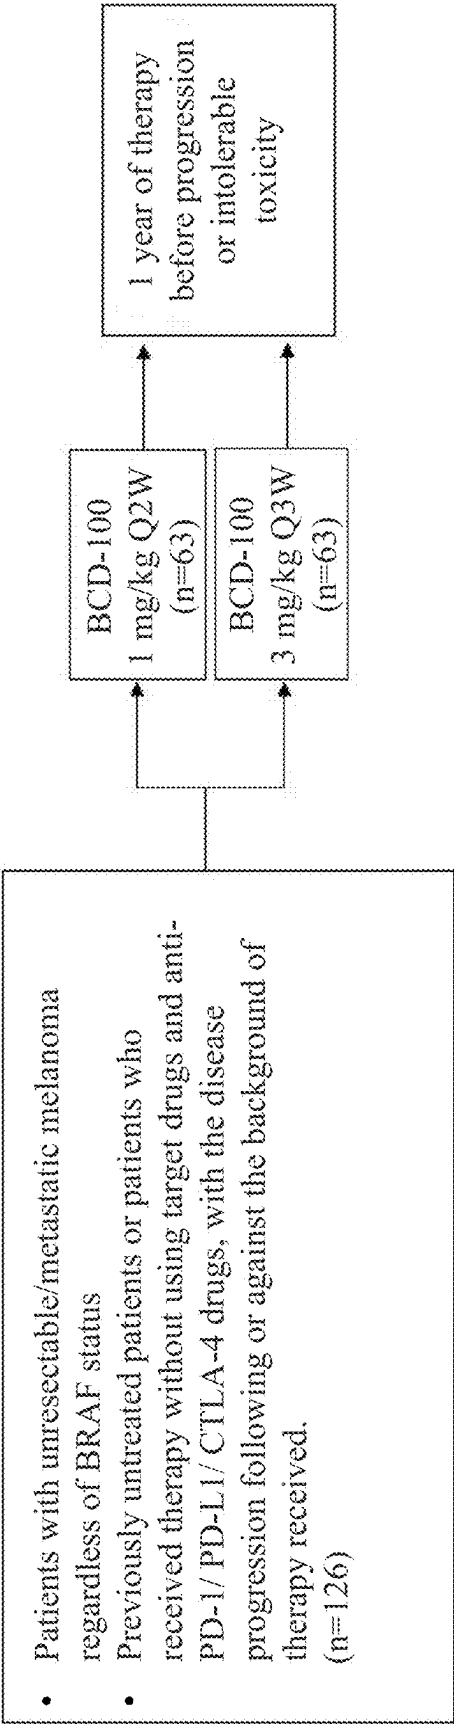 • Patients with unresectable/metastatic melanoma
regardless of BRAF status
• Previously untreated patients or patients who
received therapy without using target drugs and anti-
PD-1/ PD-L1/ CTLA-4 drugs, with the disease
progression following or against the background of
therapy received.
(n=126)
BCD-100
1 mg/kg Q2W
(n=63)
BCD-100
3 mg/kg Q3W
(n=63)
1 year of therapy
before progression
or intolerable
toxicity